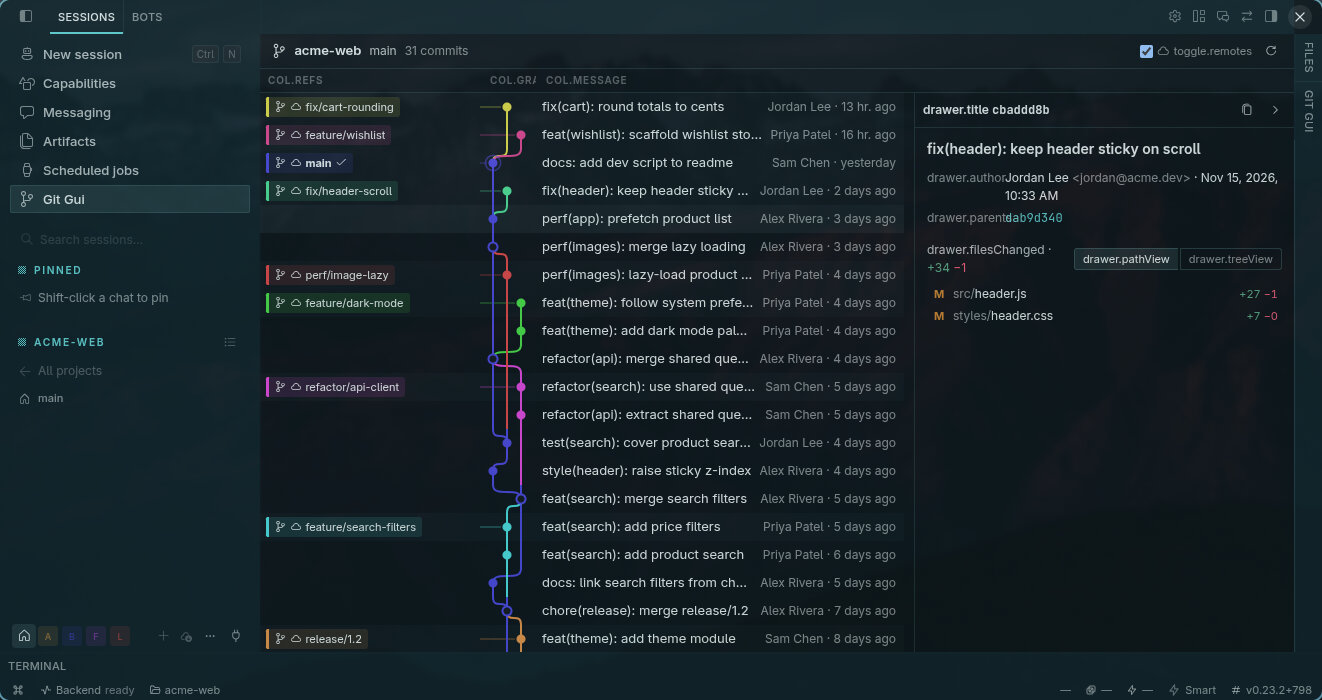 SESSIONS
BOTS
New session
Ctrl N
Capabilities
Messaging
Artifacts
Scheduled jobs
Git Gui
Search sessions...
PINNED
Shift-click a chat to pin
ACME-WEB
All projects
main
A B F L
acme-web main 31 commits
toggle.remotes
COL.REFS COL.GRA COL.MESSAGE
fix/cart-rounding fix(cart): round totals to cents Jordan Lee · 13 hr. ago
feature/wishlist feat(wishlist): scaffold wishlist sto... Priya Patel · 16 hr. ago
main docs: add dev script to readme Sam Chen · yesterday
fix/header-scroll fix(header): keep header sticky ... Jordan Lee · 2 days ago
perf(app): prefetch product list Alex Rivera · 3 days ago
perf(images): merge lazy loading Alex Rivera · 3 days ago
perf/image-lazy perf(images): lazy-load product ... Priya Patel · 4 days ago
feature/dark-mode feat(theme): follow system prefe... Priya Patel · 4 days ago
feat(theme): add dark mode pal... Priya Patel · 4 days ago
refactor(api): merge shared que... Alex Rivera · 4 days ago
refactor/api-client refactor(search): use shared que... Sam Chen · 5 days ago
refactor(api): extract shared que... Sam Chen · 5 days ago
test(search): cover product sear... Jordan Lee · 4 days ago
style(header): raise sticky z-index Alex Rivera · 4 days ago
feat(search): merge search filters Alex Rivera · 5 days ago
feature/search-filters feat(search): add price filters Priya Patel · 5 days ago
feat(search): add product search Priya Patel · 6 days ago
docs: link search filters from ch... Alex Rivera · 5 days ago
chore(release): merge release/1.2 Alex Rivera · 7 days ago
release/1.2 feat(theme): add theme module Sam Chen · 8 days ago
drawer.title cbaddd8b
fix(header): keep header sticky on scroll
drawer.author Jordan Lee <jordan@acme.dev> · Nov 15, 2026,
10:33 AM
drawer.parents dab9d340
drawer.filesChanged ·
+34 −1
drawer.pathView drawer.treeView
M src/header.js +27 −1
M styles/header.css +7 −0
FILES
GIT GUI
TERMINAL
Backend ready acme-web
— — — Smart # v0.23.2+798